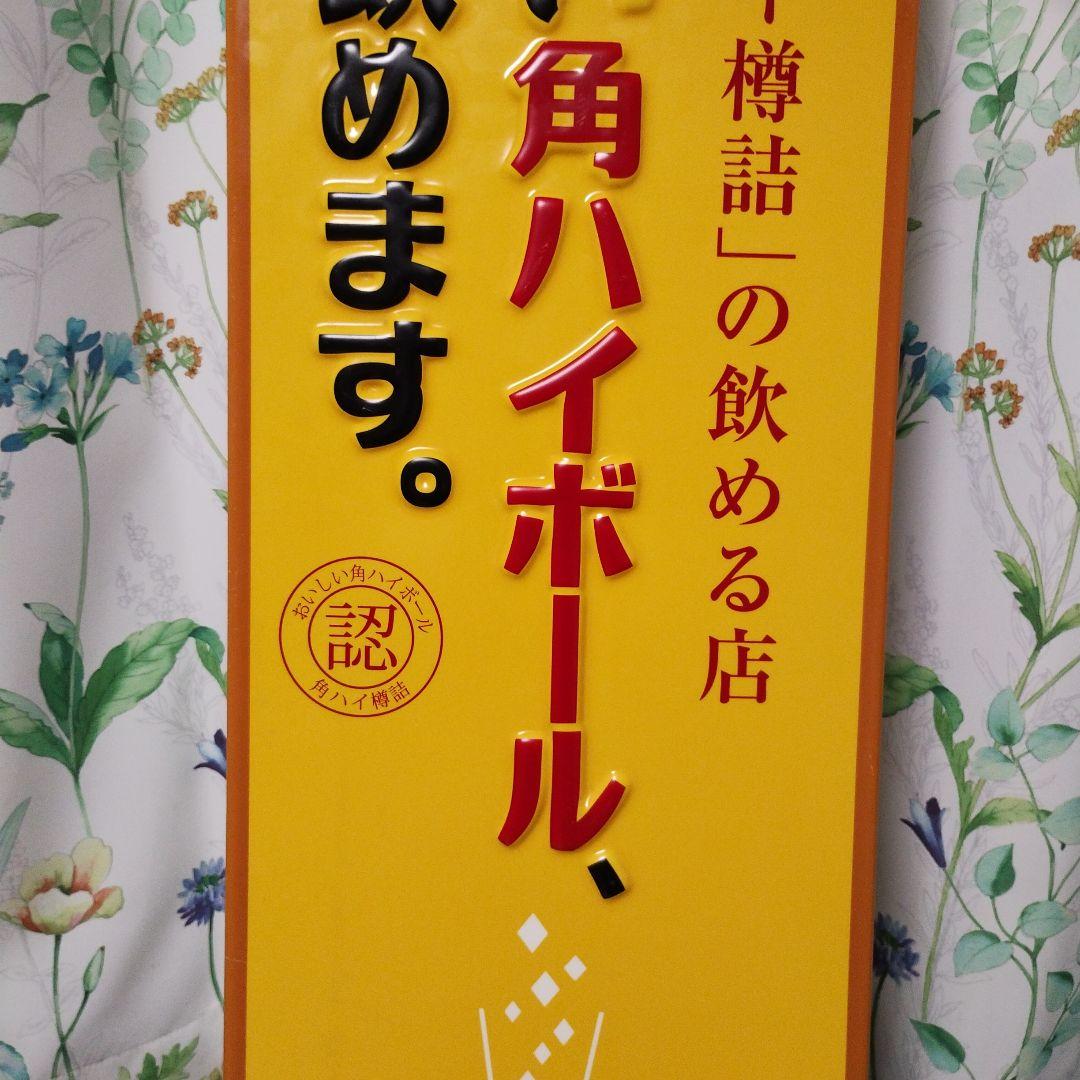 樽詰」の飲める店
角ハイボール、
飲めます。
おいしい角ハイボール
認
角ハイ樽詰